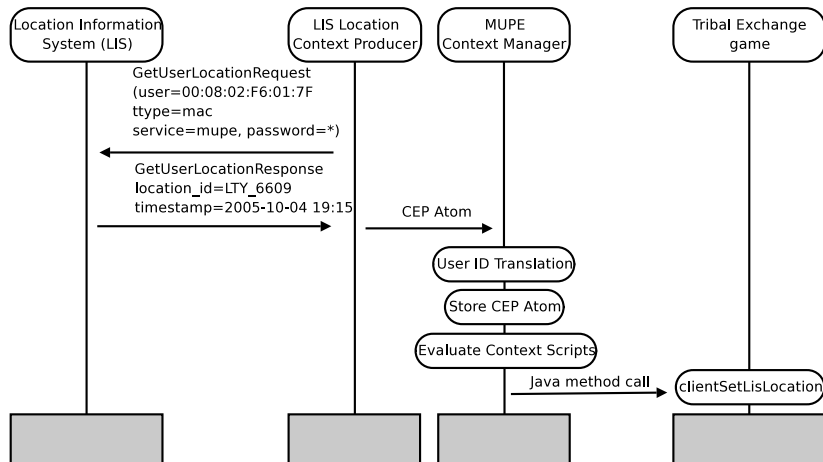 Location Information
System (LIS)
LIS Location
Context Producer
MUPE
Context Manager
Tribal Exchange
game
GetUserLocationRequest
(user=00:08:02:F6:01:7F
ttype=mac
service=mupe, password=*)
GetUserLocationResponse
location_id=LTY_6609
timestamp=2005-10-04 19:15
CEP Atom
User ID Translation
Store CEP Atom
Evaluate Context Scripts
Java method call
clientSetLisLocation